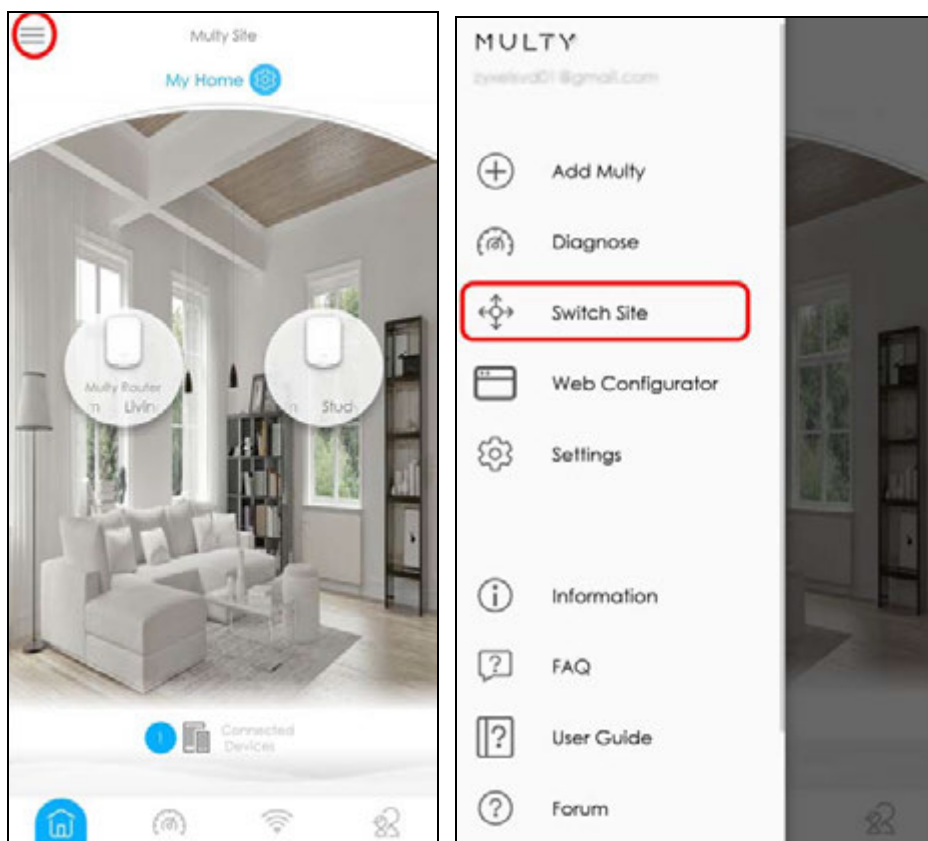 Multy Site
My Home
Multy Router
Livin
Stud
1
Connected
Devices
MULTY
Add Multy
Diagnose
Switch Site
Web Configurator
Settings
Information
FAQ
User Guide
Forum